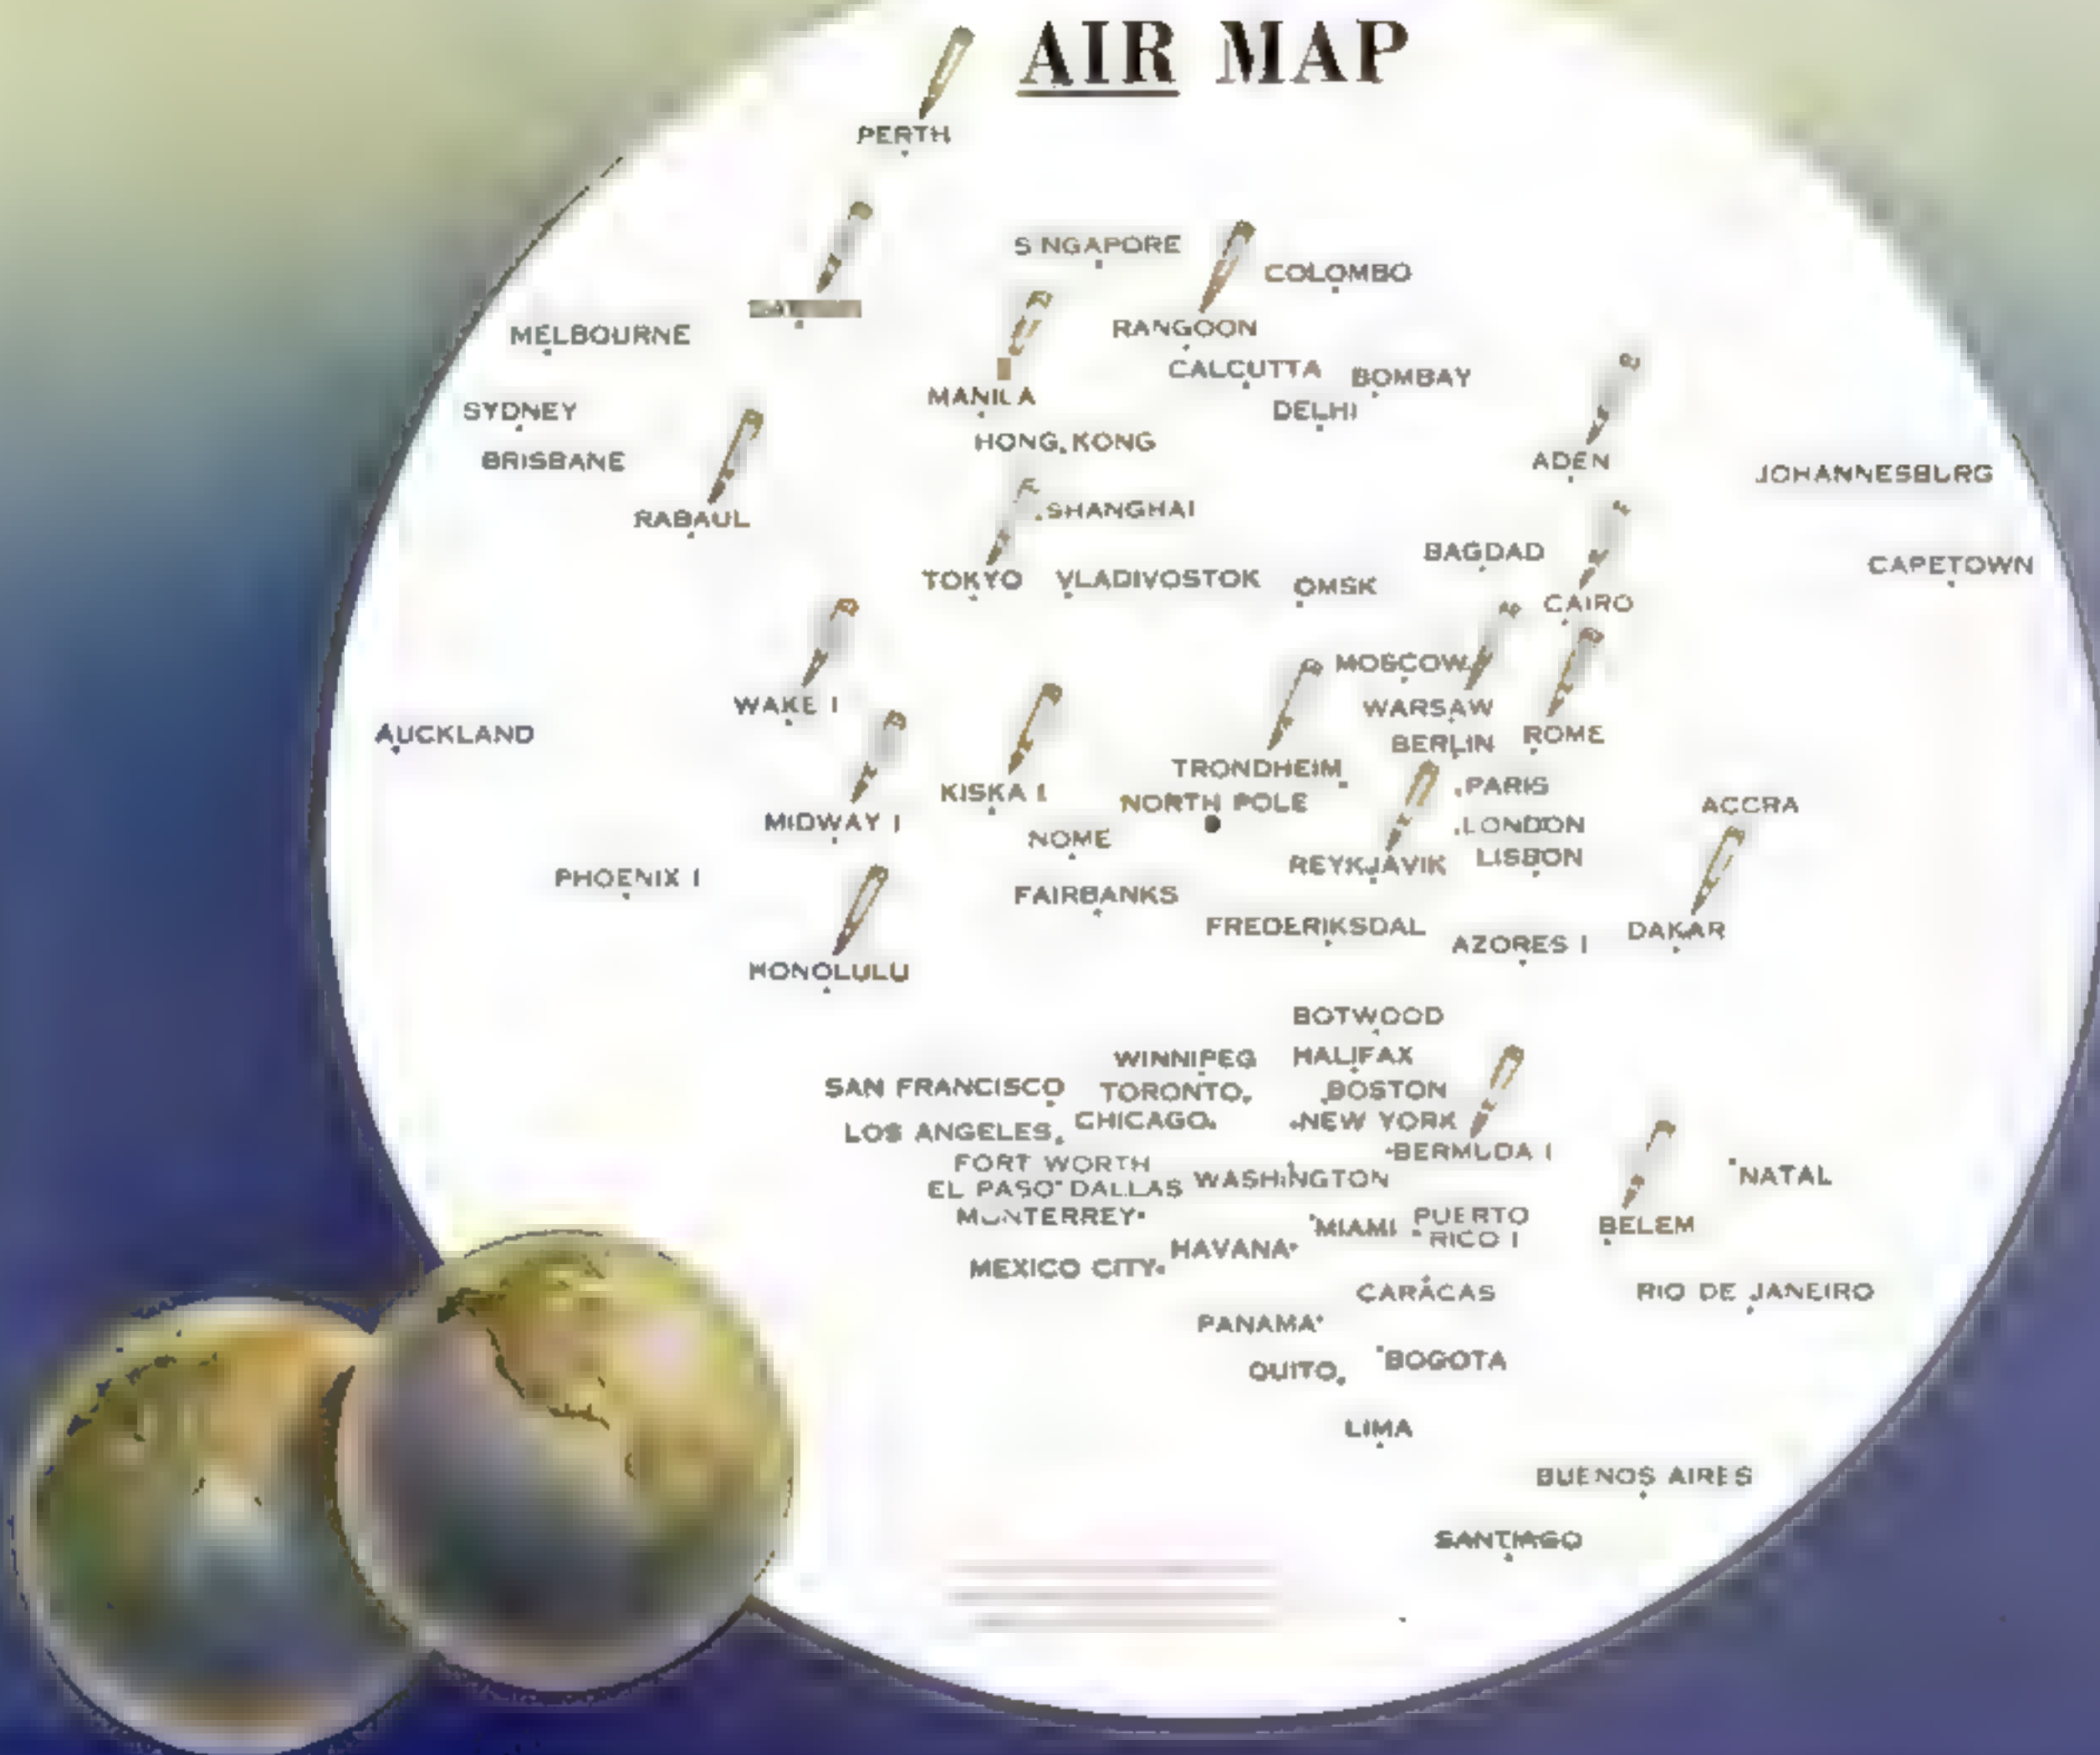 AIR MAP
PERTH
S NGAPORE
COLOMBO
RANGOON
MELBOURNE
CALCUTTA
BOMBAY
MANILA
DELHI
SYDNEY
HONG KONG
BRISBANE
ADEN
JOHANNESBURG
RABAUL
SHANGHAI
BAGDAD
CAPETOWN
TOKYO
VLADIVOSTOK
OMSK
CAIRO
MOSCOW
WAKE I
WARSAW
AUCKLAND
BERLIN
ROME
TRONDHEIM
PARIS
KISKA I
NORTH POLE
ACCRA
MIDWAY I
NOME
LONDON
REYKJAVIK
LISBON
PHOENIX I
FAIRBANKS
FREDERIKSDAL
AZORES I
DAKAR
HONOLULU
BOTWOOD
WINNIPEG
HALIFAX
SAN FRANCISCO
TORONTO
BOSTON
LOS ANGELES
CHICAGO
NEW YORK
BERMUDA I
FORT WORTH
EL PASO
DALLAS
WASHINGTON
NATAL
MONTERREY
MIAMI
PUERTO
RICO I
BELEM
HAVANA
MEXICO CITY
CARACAS
RIO DE JANEIRO
PANAMA
BOGOTA
QUITO
LIMA
BUENOS AIRES
SANTIAGO